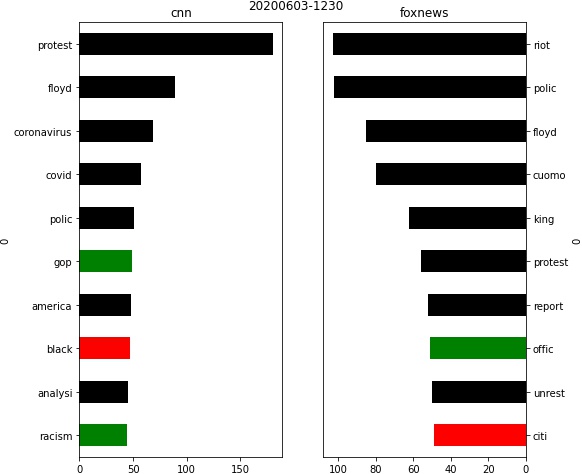 20200603-1230
cnn
foxnews
protest
floyd
coronavirus
covid
polic
gop
america
black
analysi
racism
0
0 50 100 150
riot
polic
floyd
cuomo
king
protest
report
offic
unrest
citi
0
100 80 60 40 20 0